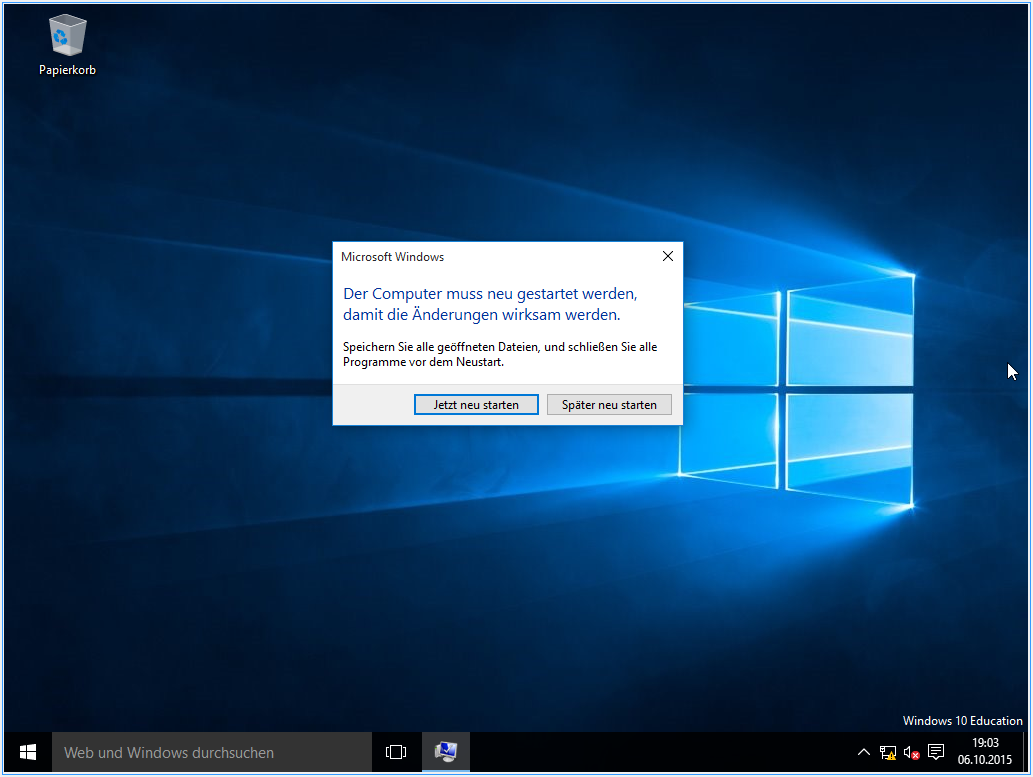 Papierkorb
Microsoft Windows
Der Computer muss neu gestartet werden,
damit die Änderungen wirksam werden.
Speichern Sie alle geöffneten Dateien, und schließen Sie alle
Programme vor dem Neustart.
Jetzt neu starten
Später neu starten
Windows 10 Education
Web und Windows durchsuchen
19:03
06.10.2015